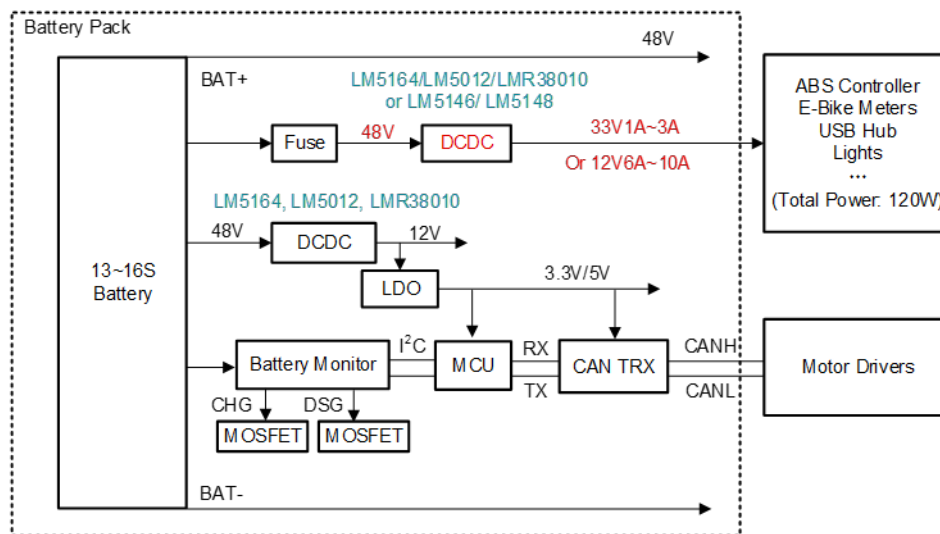 Battery Pack
48V
BAT+
LM5164/LM5012/LMR38010
or LM5146/ LM5148
Fuse
48V
DCDC
33V1A~3A
Or 12V6A~10A
ABS Controller
E-Bike Meters
USB Hub
Lights
...
(Total Power: 120W)
LM5164, LM5012, LMR38010
48V
DCDC
12V
LDO
3.3V/5V
13~16S
Battery
Battery Monitor
I²C
MCU
RX
TX
CAN TRX
CANH
CANL
Motor Drivers
CHG
DSG
MOSFET
MOSFET
BAT-